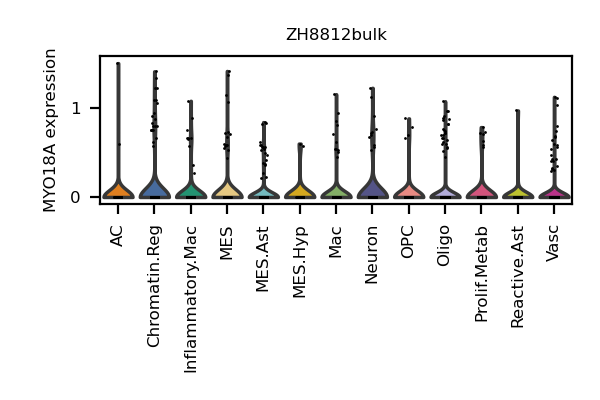 ZH8812bulk
MYO18A expression
1
0
AC
Chromatin.Reg
Inflammatory.Mac
MES
MES.Ast
MES.Hyp
Mac
Neuron
OPC
Oligo
Prolif.Metab
Reactive.Ast
Vasc